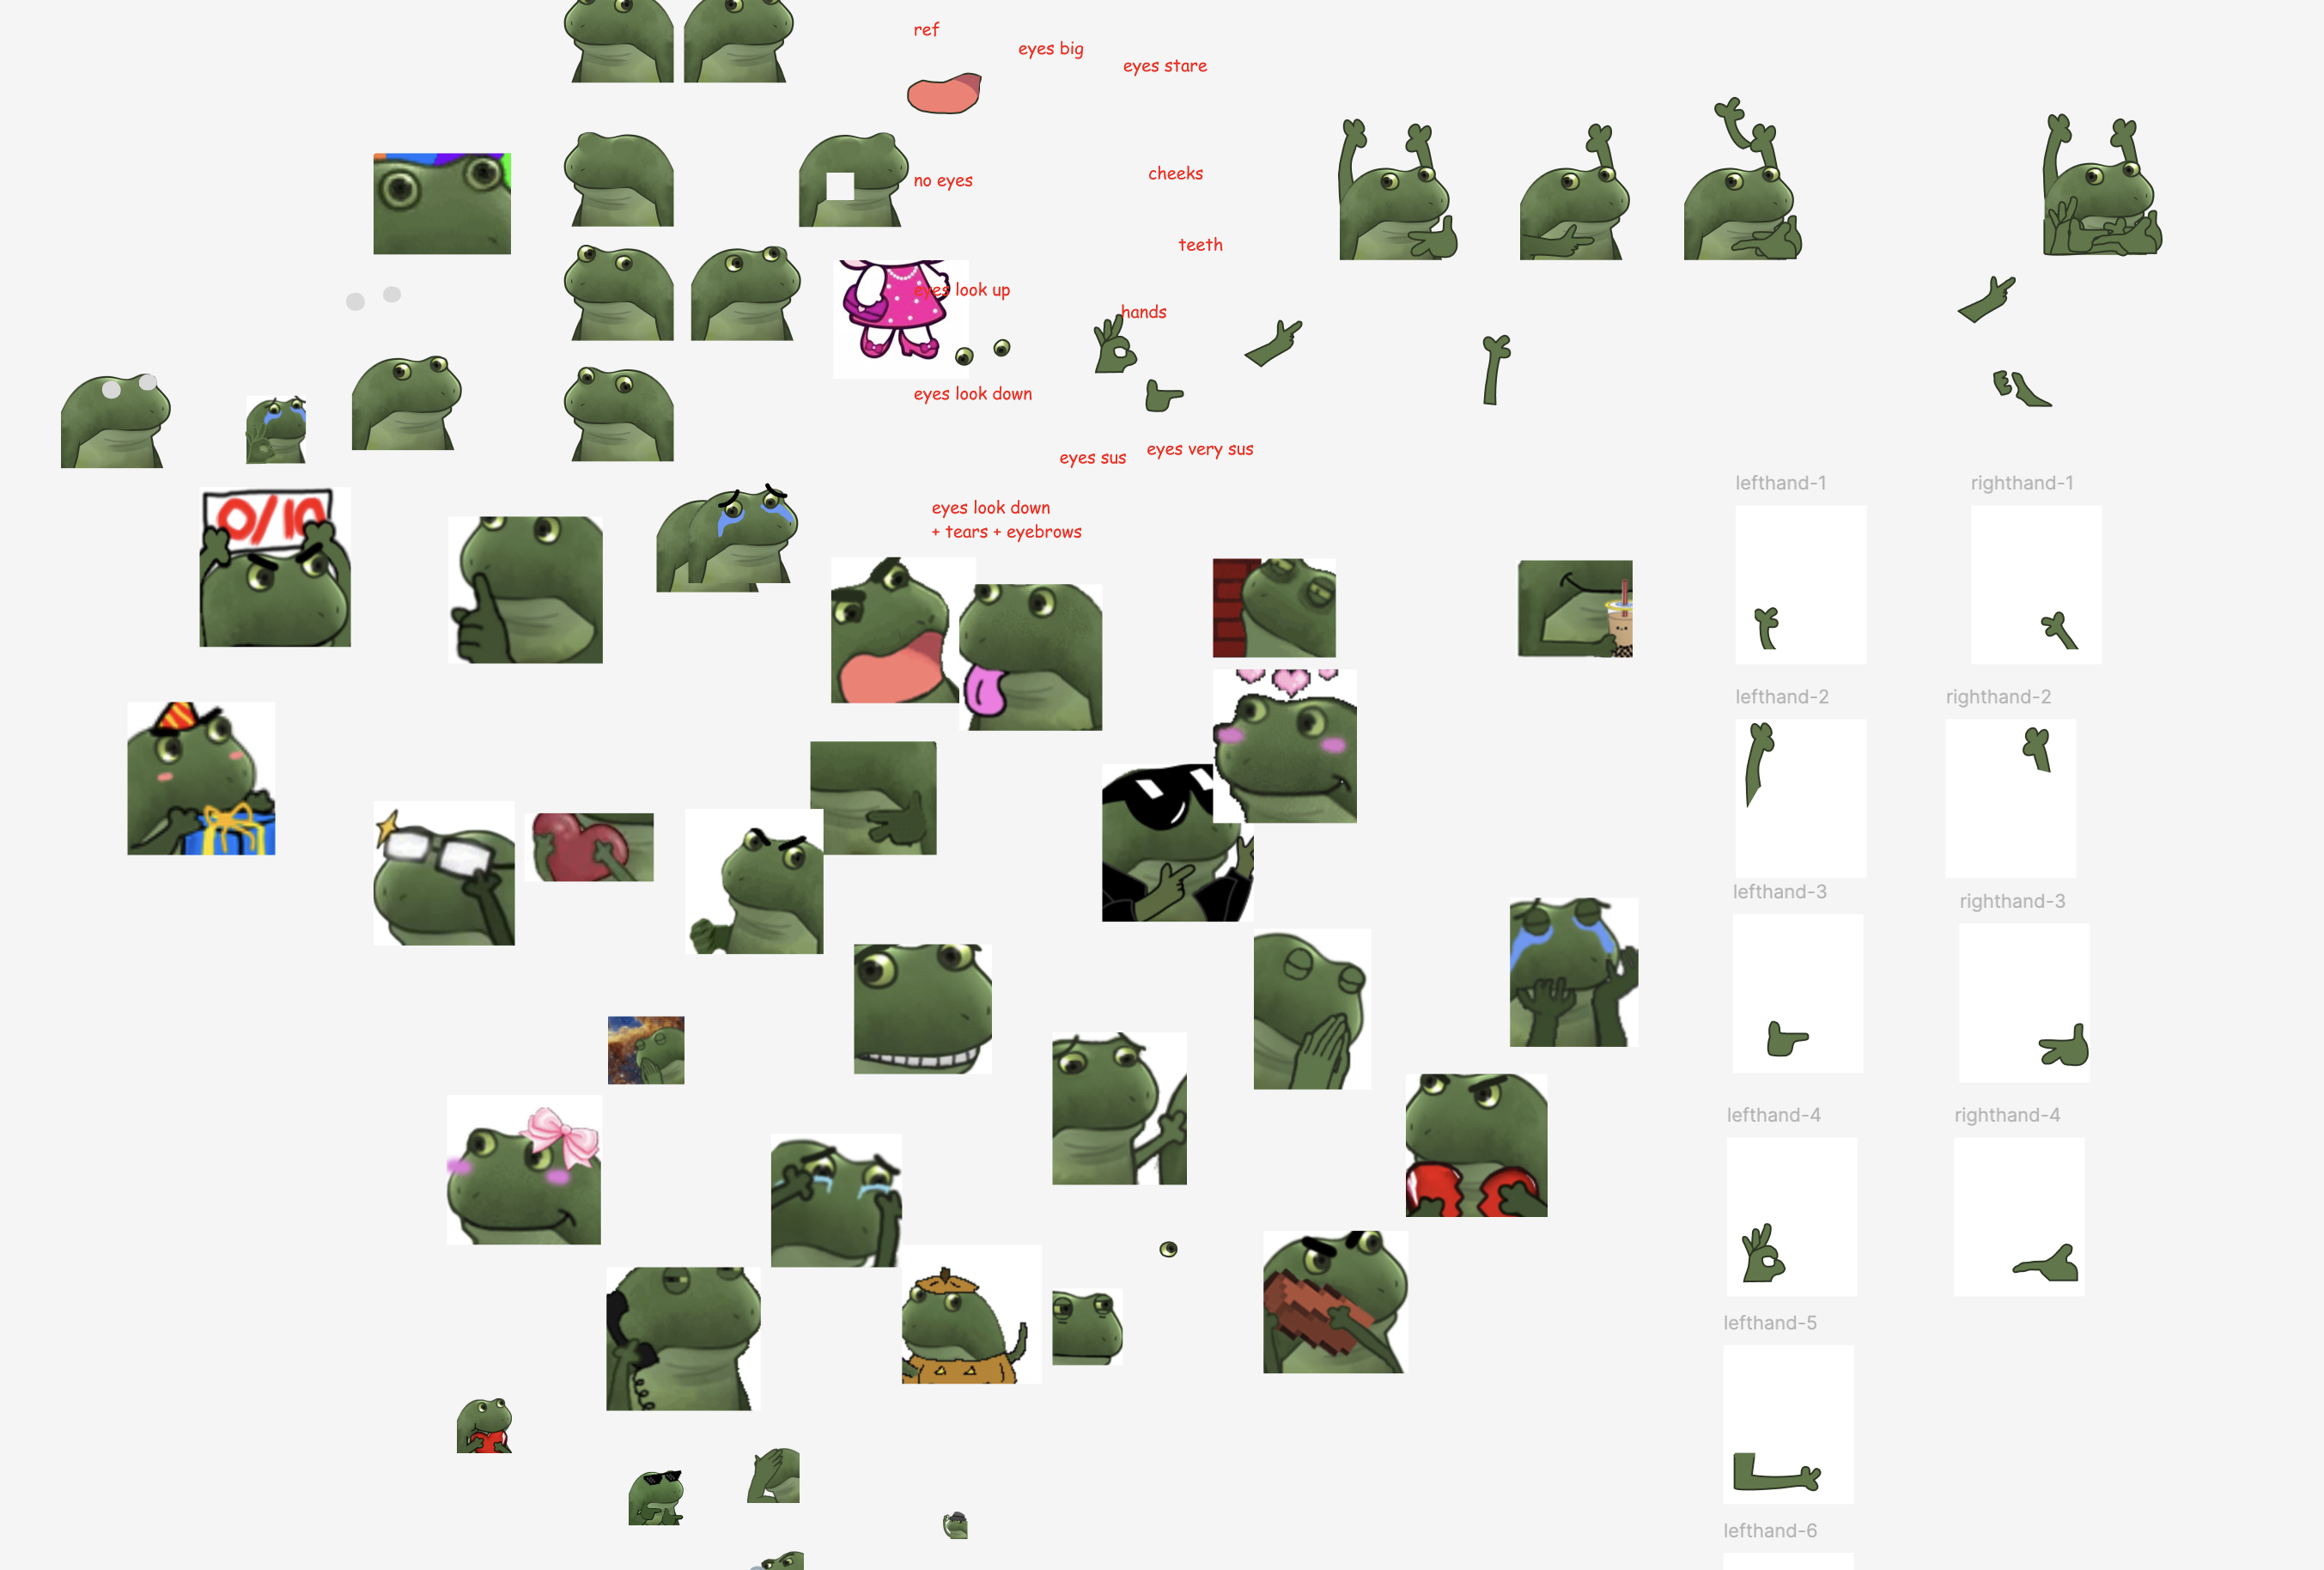 ref
eyes big
eyes stare
no eyes
cheeks
teeth
eyes look up
hands
eyes look down
eyes sus
eyes very sus
eyes look down
+ tears + eyebrows
0/10
lefthand-1
righthand-1
lefthand-2
righthand-2
lefthand-3
righthand-3
lefthand-4
righthand-4
lefthand-5
lefthand-6